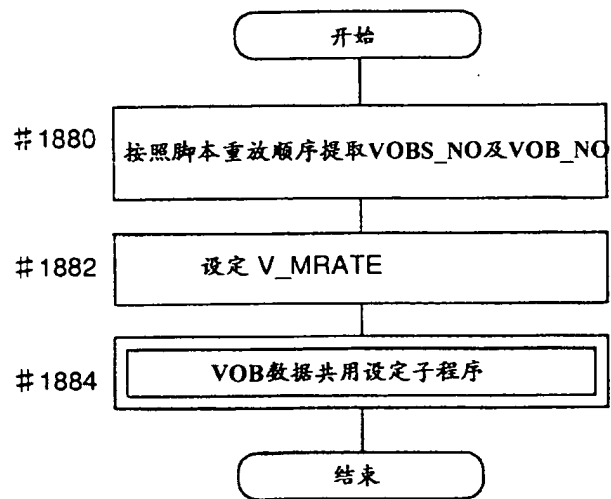 开始
#1880
按照脚本重放顺序提取VOBS_NO及VOB_NO
#1882
设定 V_MRATE
#1884
VOB数据共用设定子程序
结束